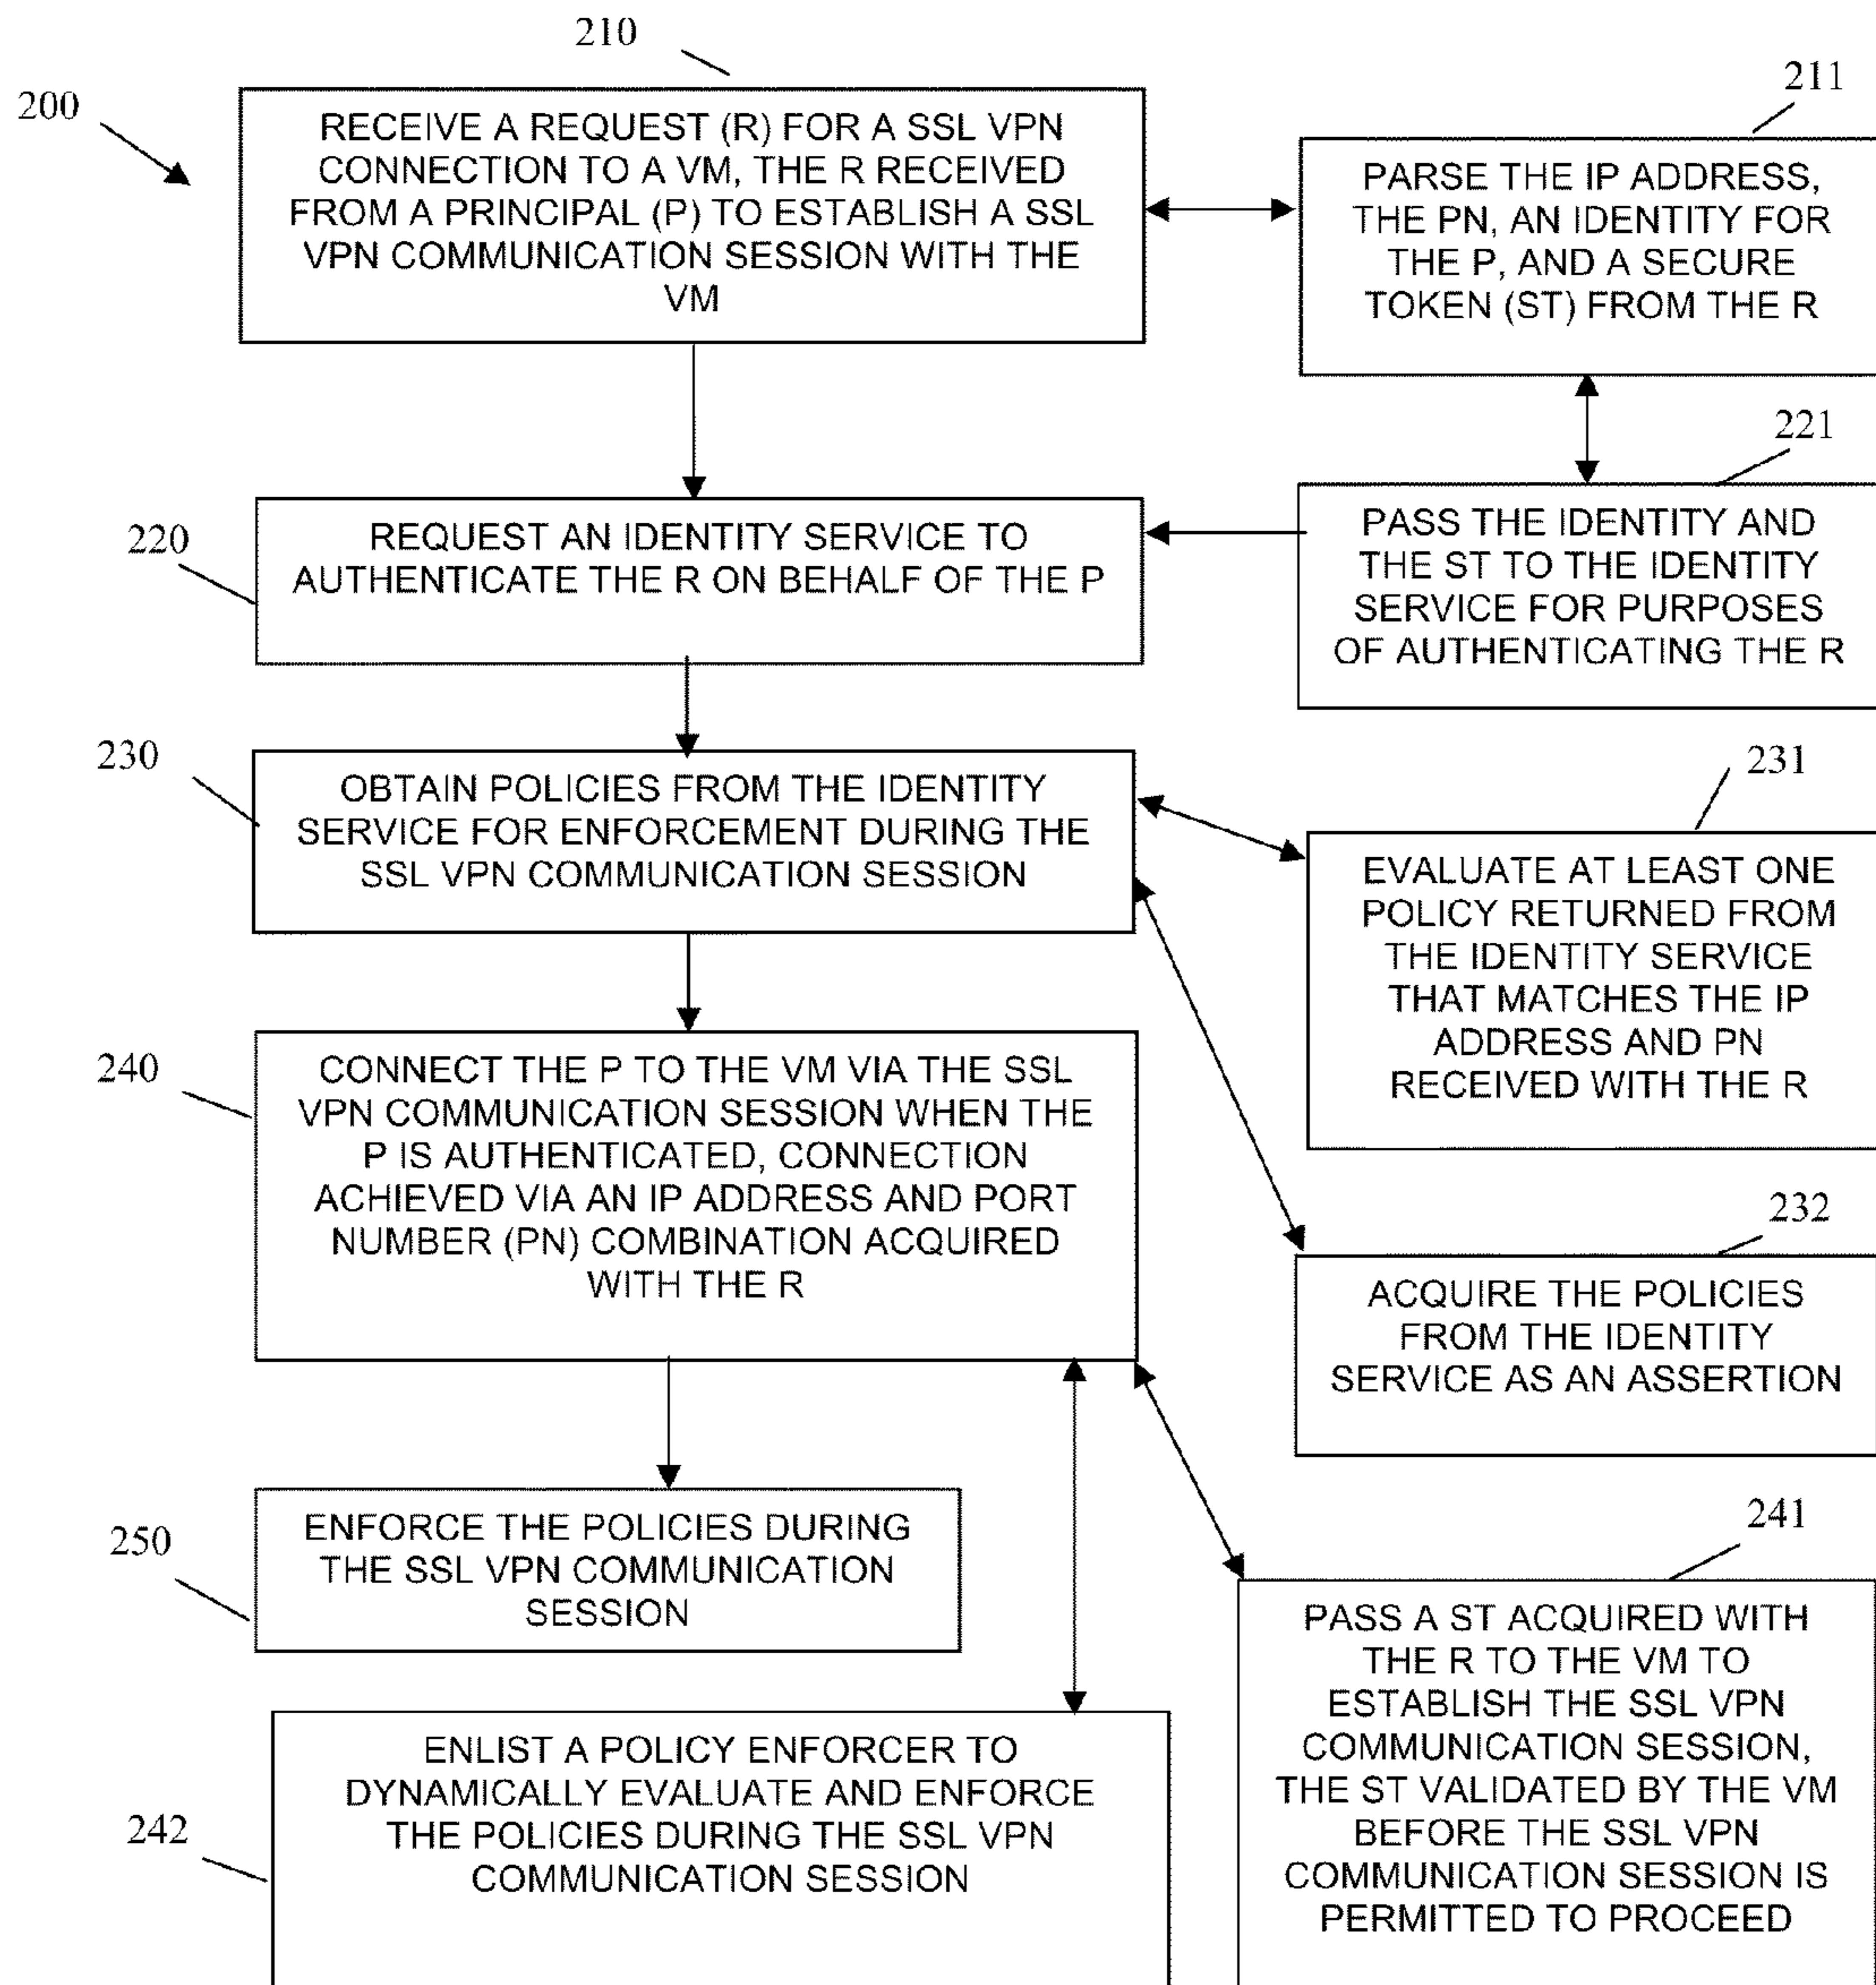 210
200
RECEIVE A REQUEST (R) FOR A SSL VPN
CONNECTION TO A VM, THE R RECEIVED
FROM A PRINCIPAL (P) TO ESTABLISH A SSL
VPN COMMUNICATION SESSION WITH THE
VM
211
PARSE THE IP ADDRESS,
THE PN, AN IDENTITY FOR
THE P, AND A SECURE
TOKEN (ST) FROM THE R
220
REQUEST AN IDENTITY SERVICE TO
AUTHENTICATE THE R ON BEHALF OF THE P
221
PASS THE IDENTITY AND
THE ST TO THE IDENTITY
SERVICE FOR PURPOSES
OF AUTHENTICATING THE R
230
OBTAIN POLICIES FROM THE IDENTITY
SERVICE FOR ENFORCEMENT DURING THE
SSL VPN COMMUNICATION SESSION
231
EVALUATE AT LEAST ONE
POLICY RETURNED FROM
THE IDENTITY SERVICE
THAT MATCHES THE IP
ADDRESS AND PN
RECEIVED WITH THE R
240
CONNECT THE P TO THE VM VIA THE SSL
VPN COMMUNICATION SESSION WHEN THE
P IS AUTHENTICATED, CONNECTION
ACHIEVED VIA AN IP ADDRESS AND PORT
NUMBER (PN) COMBINATION ACQUIRED
WITH THE R
232
ACQUIRE THE POLICIES
FROM THE IDENTITY
SERVICE AS AN ASSERTION
250
ENFORCE THE POLICIES DURING
THE SSL VPN COMMUNICATION
SESSION
241
PASS A ST ACQUIRED WITH
THE R TO THE VM TO
ESTABLISH THE SSL VPN
COMMUNICATION SESSION,
THE ST VALIDATED BY THE VM
BEFORE THE SSL VPN
COMMUNICATION SESSION IS
PERMITTED TO PROCEED
242
ENLIST A POLICY ENFORCER TO
DYNAMICALLY EVALUATE AND ENFORCE
THE POLICIES DURING THE SSL VPN
COMMUNICATION SESSION